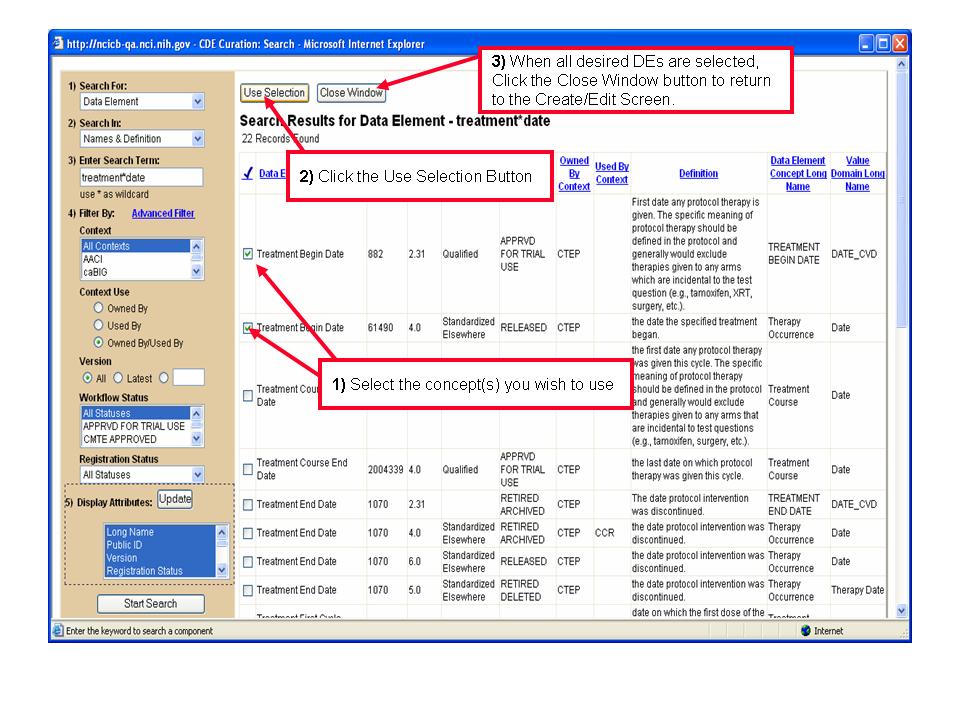 http://ncicb-qa.nci.nih.gov - CDE Curation: Search - Microsoft Internet Explorer
3) When all desired DEs are selected,
Click the Close Window button to return
to the Create/Edit Screen.
1) Search For:
Data Element
2) Search In:
Names & Definition
3) Enter Search Term:
treatment*date
use * as wildcard
4) Filter By: Advanced Filter
Context
All Contexts
AACI
caBIG
Context Use
Owned By
Used By
Owned By/Used By
Version
All Latest
Workflow Status
All Statuses
APPRVD FOR TRIAL USE
CMTE APPROVED
Registration Status
All Statuses
5) Display Attributes: Update
Long Name
Public ID
Version
Registration Status
Start Search
Use Selection Close Window
Search Results for Data Element - treatment*date
22 Records Found
2) Click the Use Selection Button
Data E
Owned
By
Context
Used By
Context
Definition
Data Element
Concept Long
Name
Value
Domain Long
Name
Treatment Begin Date 882 2.31 Qualified
APPRVD
FOR TRIAL
USE
CTEP
First date any protocol therapy is
given. The specific meaning of
protocol therapy should be
defined in the protocol and
generally would exclude
therapies given to any arms
which are incidental to the test
question (e.g., tamoxifen, XRT,
surgery, etc.).
TREATMENT
BEGIN DATE
DATE_CVD
Treatment Begin Date 61490 4.0
Standardized
Elsewhere
RELEASED CTEP
the date the specified treatment
began.
Therapy
Occurrence
Date
1) Select the concept(s) you wish to use
Treatment Cou
Date
the first date any protocol therapy
was given this cycle. The specific
meaning of protocol therapy
should be defined in the protocol
and generally would exclude
therapies given to any arms that
are incidental to test questions
(e.g., tamoxifen, surgery, etc.).
Treatment
Course
Date
Treatment Course End
Date
2004339 4.0 Qualified
APPRVD
FOR TRIAL
USE
CTEP
the last date on which protocol
therapy was given this cycle.
Treatment
Course
Date
Treatment End Date 1070 2.31
RETIRED
ARCHIVED
CTEP
The date protocol intervention
was discontinued.
TREATMENT
END DATE
DATE_CVD
Treatment End Date 1070 4.0
Standardized
Elsewhere
RETIRED
ARCHIVED
CTEP CCR
the date protocol intervention was
discontinued.
Therapy
Occurrence
Date
Treatment End Date 1070 6.0
Standardized
Elsewhere
RELEASED CTEP
the date protocol intervention was
discontinued.
Therapy
Occurrence
Date
Treatment End Date 1070 5.0
Standardized
Elsewhere
RETIRED
DELETED
CTEP
the date protocol intervention was
discontinued.
Therapy
Occurrence
Therapy Date
Treatment First Cycle
date on which the first dose of the
Treatment
Enter the keyword to search a component
Internet